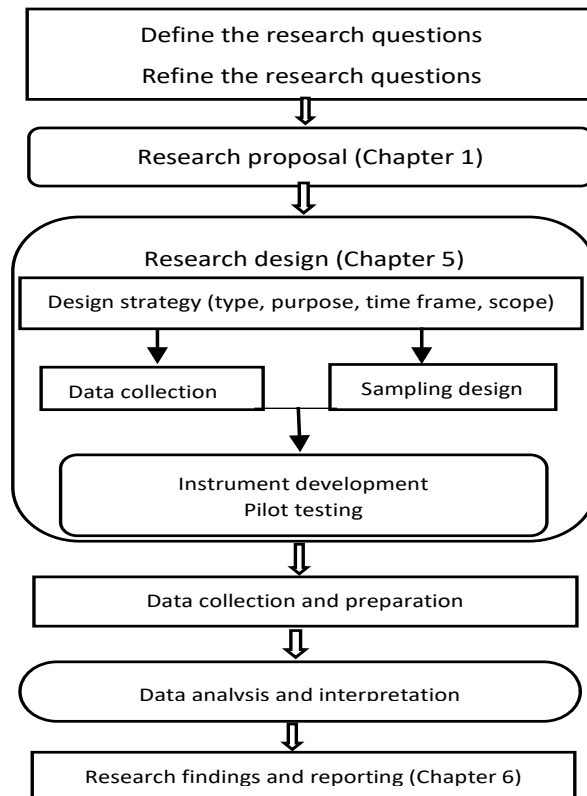 Define the research questions
Refine the research questions
Research proposal (Chapter 1)
Research design (Chapter 5)
Design strategy (type, purpose, time frame, scope)
Data collection
Sampling design
Instrument development
Pilot testing
Data collection and preparation
Data analysis and interpretation
Research findings and reporting (Chapter 6)